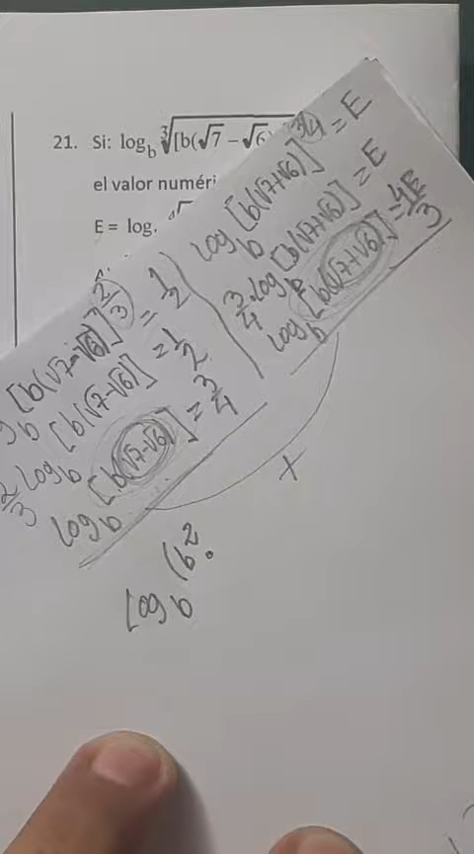 21. Si: log_b ∛[b(√7 − √6)
el valor numéri
E = log.
[b(√7-√6)]^(2/3) = 1/2
2/3 log_b [b(√7-√6)] = 1/2
log_b [b(√7-√6)] = 3/4
log_b [b(√7+√6)]^(3/4) = E
3/4 · log_b [b(√7+√6)] = E
log_b [b(√7+√6)] = 4E/3
+
log_b (b^2 ·